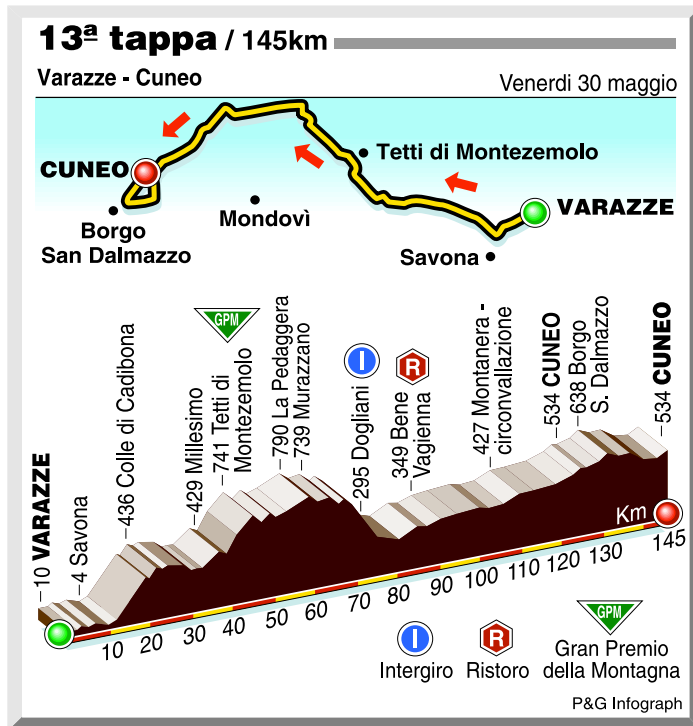 13ª tappa / 145km
Varazze - Cuneo
Venerdi 30 maggio
CUNEO
Tetti di Montezemolo
VARAZZE
Borgo
San Dalmazzo
Mondovì
Savona
10 VARAZZE
4 Savona
436 Colle di Cadibona
429 Millesimo
GPM
741 Tetti di
Montezemolo
790 La Pedaggera
739 Murazzano
I
295 Dogliani
R
349 Bene
Vagienna
427 Montanera -
circonvallazione
534 CUNEO
638 Borgo
S. Dalmazzo
534 CUNEO
Km
10 20 30 40 50 60 70 80 90 100 110 120 130 145
I
Intergiro
R
Ristoro
GPM
Gran Premio
della Montagna
P&G Infograph